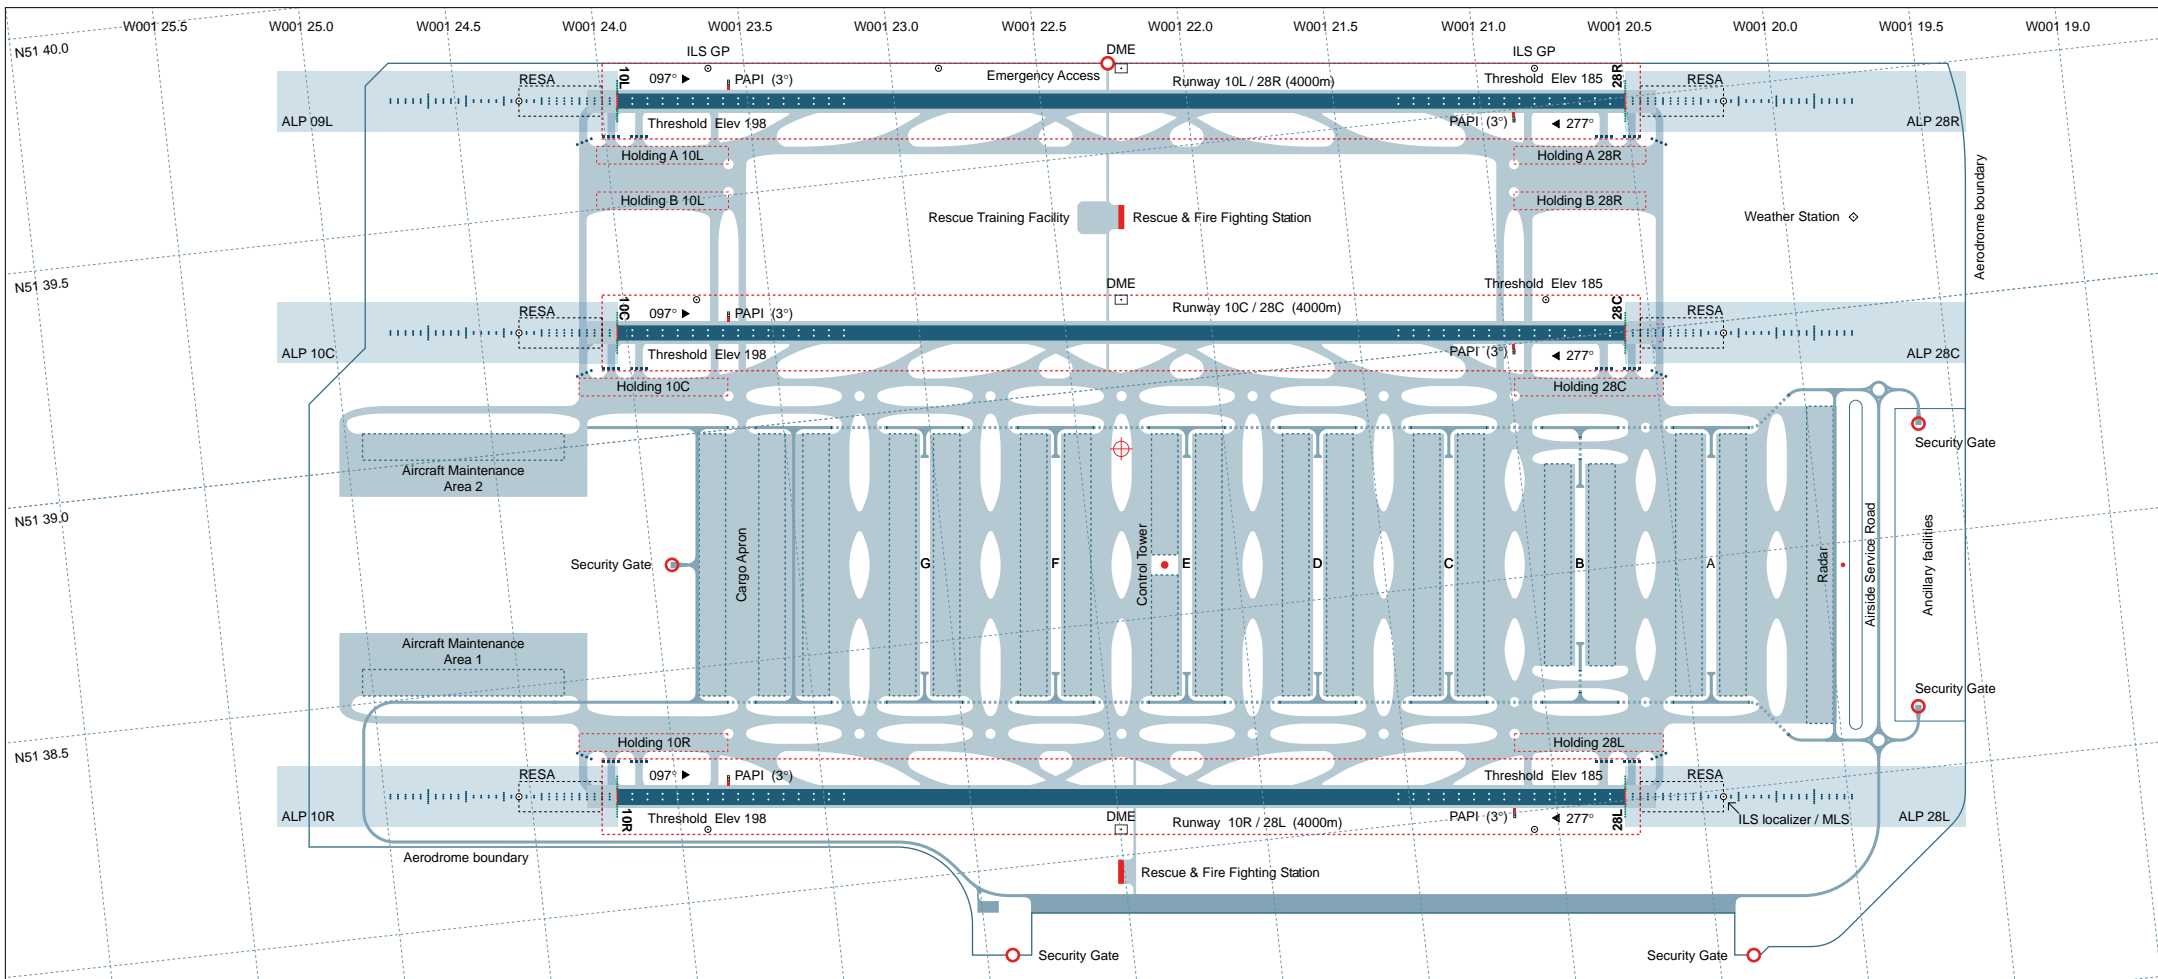 W001 25.5
W001 25.0
W001 24.5
W001 24.0
W001 23.5
W001 23.0
W001 22.5
W001 22.0
W001 21.5
W001 21.0
W001 20.5
W001 20.0
W001 19.5
W001 19.0
N51 40.0
ILS GP
DME
ILS GP
RESA
10L
097°
PAPI (3°)
Emergency Access
Runway 10L / 28R (4000m)
Threshold Elev 185
28R
RESA
ALP 09L
Threshold Elev 198
PAPI (3°)
277°
ALP 28R
Holding A 10L
Holding A 28R
Holding B 10L
Holding B 28R
Rescue Training Facility
Rescue & Fire Fighting Station
Weather Station
Aerodrome boundary
N51 39.5
DME
Threshold Elev 185
RESA
10C
097°
PAPI (3°)
Runway 10C / 28C (4000m)
28C
RESA
ALP 10C
Threshold Elev 198
PAPI (3°)
277°
ALP 28C
Holding 10C
Holding 28C
Security Gate
Aircraft Maintenance
Area 2
N51 39.0
Security Gate
Cargo Apron
G
F
Control Tower
E
D
C
B
A
Radar
Airside Service Road
Ancillary facilities
Aircraft Maintenance
Area 1
Security Gate
N51 38.5
Holding 10R
Holding 28L
RESA
097°
PAPI (3°)
Threshold Elev 185
RESA
ALP 10R
10R
Threshold Elev 198
DME
Runway 10R / 28L (4000m)
PAPI (3°)
277°
28L
ILS localizer / MLS
ALP 28L
Aerodrome boundary
Rescue & Fire Fighting Station
Security Gate
Security Gate